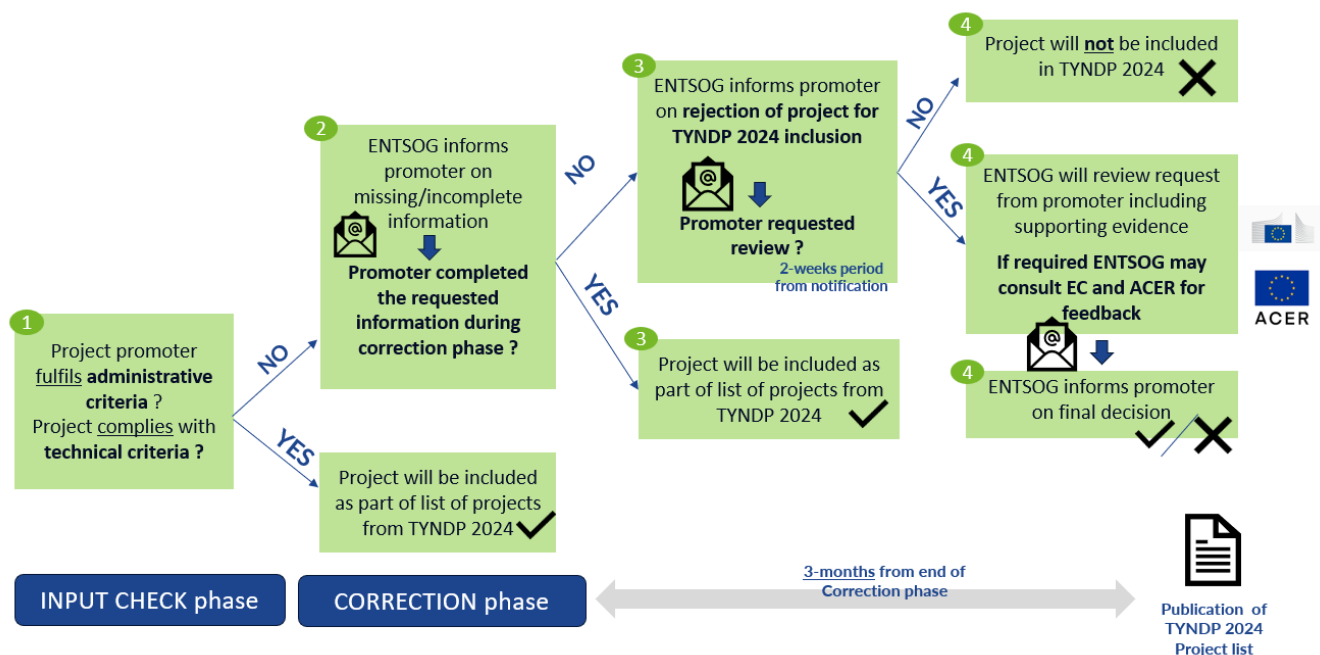 1
Project promoter
fulfils administrative
criteria ?
Project complies with
technical criteria ?
NO
YES
2
ENTSOG informs
promoter on
missing/incomplete
information
@
Promoter completed
the requested
information during
correction phase ?
Project will be included
as part of list of projects
from TYNDP 2024
NO
YES
3
ENTSOG informs promoter
on rejection of project for
TYNDP 2024 inclusion
@
Promoter requested
review ?
2-weeks period
from notification
3
Project will be included as
part of list of projects from
TYNDP 2024
NO
YES
4
Project will not be included
in TYNDP 2024
4
ENTSOG will review request
from promoter including
supporting evidence
If required ENTSOG may
consult EC and ACER for
feedback
@
ACER
4
ENTSOG informs promoter
on final decision
INPUT CHECK phase
CORRECTION phase
3-months from end of
Correction phase
Publication of
TYNDP 2024
Project list